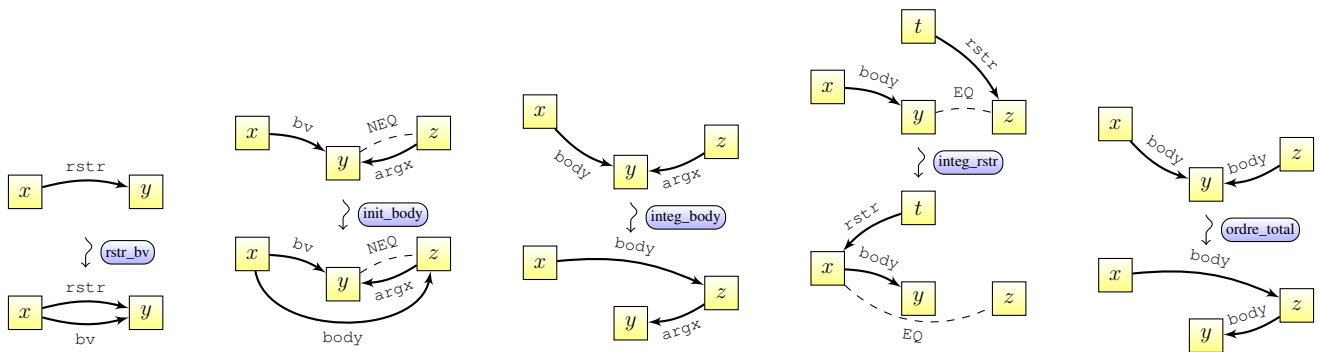 x rstr y
rstr_bv
x rstr y
bv
x bv y NEQ z
argx
init_body
x bv y NEQ z
argx
body
x body y argx z
integ_body
body
x z
y argx
t rstr
x body y EQ z
integ_rstr
rstr t
x body y z
EQ
x body y body z
ordre_total
body
x z
y body